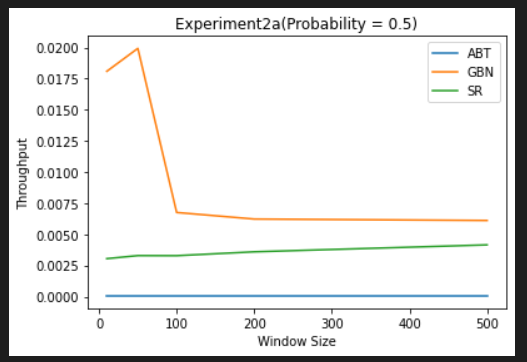 Experiment2a(Probability = 0.5)
0.0200
0.0175
0.0150
0.0125
0.0100
0.0075
0.0050
0.0025
0.0000
Throughput
ABT
GBN
SR
0 100 200 300 400 500
Window Size